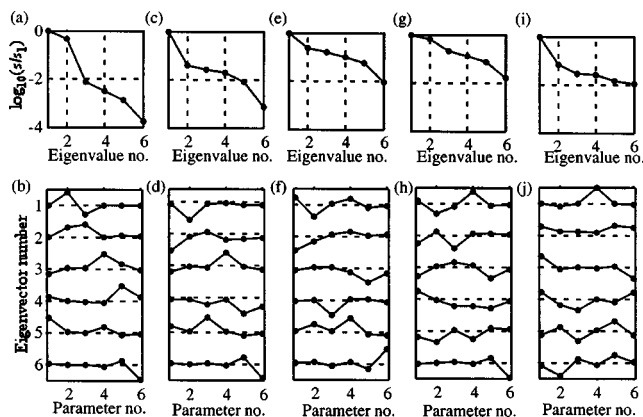 (a) (c) (e) (g) (i)
log10(s/s1)
0
-2
-4
2 4 6 2 4 6 2 4 6 2 4 6 2 4 6
Eigenvalue no. Eigenvalue no. Eigenvalue no. Eigenvalue no. Eigenvalue no.
(b) (d) (f) (h) (j)
Eigenvector number
1
2
3
4
5
6
2 4 6 2 4 6 2 4 6 2 4 6 2 4 6
Parameter no. Parameter no. Parameter no. Parameter no. Parameter no.